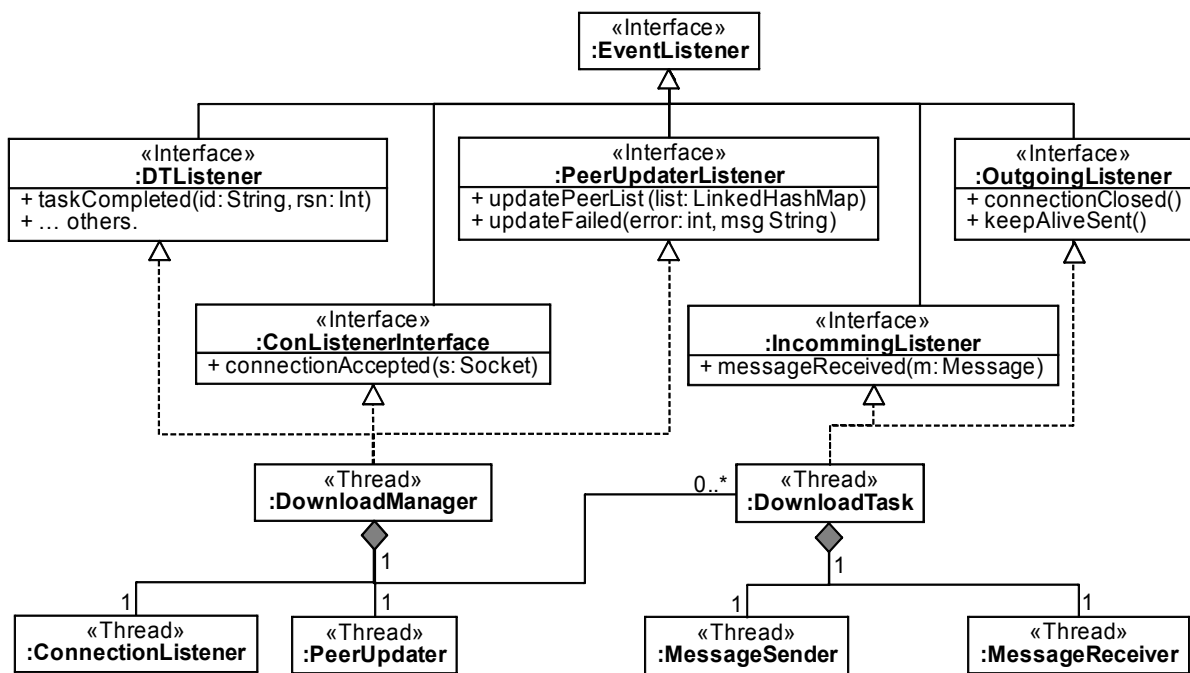 «Interface»
:EventListener
«Interface»
:DTListener
+ taskCompleted(id: String, rsn: Int)
+ ... others.
«Interface»
:PeerUpdaterListener
+ updatePeerList (list: LinkedHashMap)
+ updateFailed(error: int, msg String)
«Interface»
:OutgoingListener
+ connectionClosed()
+ keepAliveSent()
«Interface»
:ConListenerInterface
+ connectionAccepted(s: Socket)
«Interface»
:IncommingListener
+ messageReceived(m: Message)
«Thread»
:DownloadManager
0..*
«Thread»
:DownloadTask
1
1
1
1
1
1
«Thread»
:ConnectionListener
«Thread»
:PeerUpdater
«Thread»
:MessageSender
«Thread»
:MessageReceiver